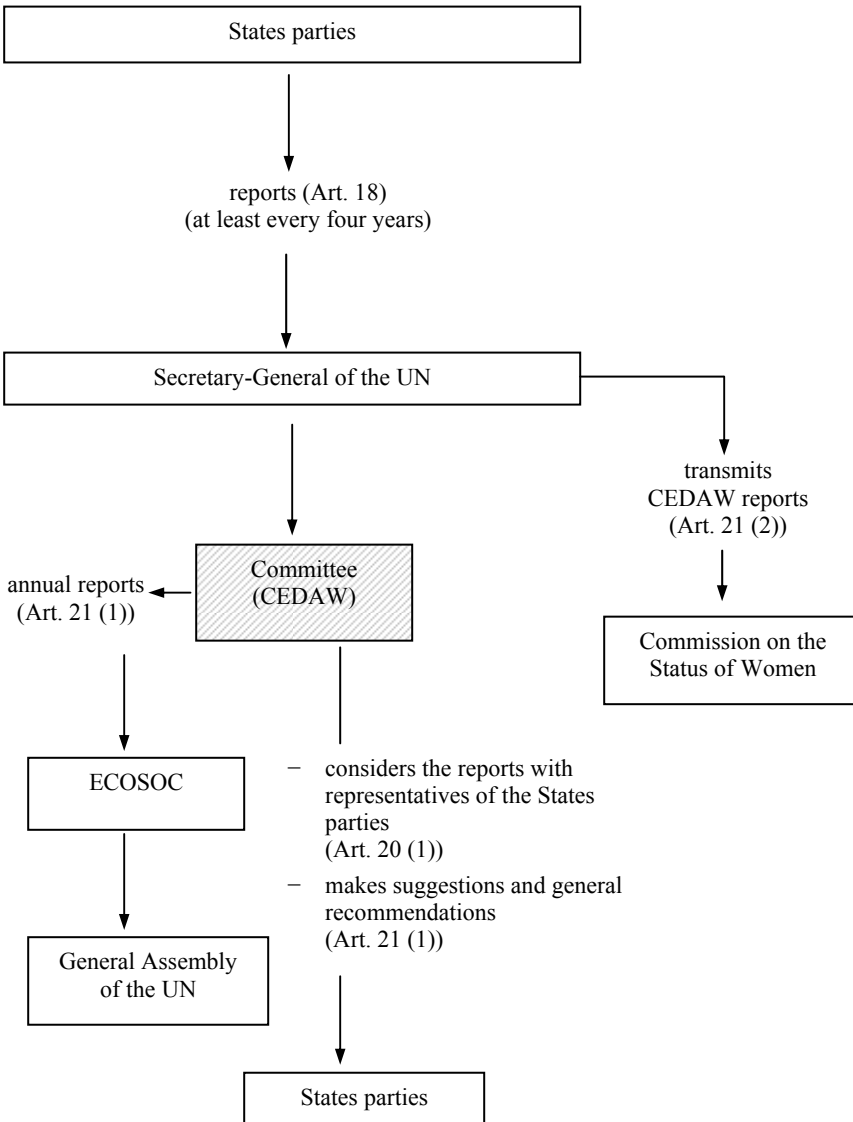 States parties
reports (Art. 18)
(at least every four years)
Secretary-General of the UN
transmits
CEDAW reports
(Art. 21 (2))
Committee
(CEDAW)
annual reports
(Art. 21 (1))
Commission on the
Status of Women
ECOSOC
− considers the reports with
representatives of the States
parties
(Art. 20 (1))
− makes suggestions and general
recommendations
(Art. 21 (1))
General Assembly
of the UN
States parties